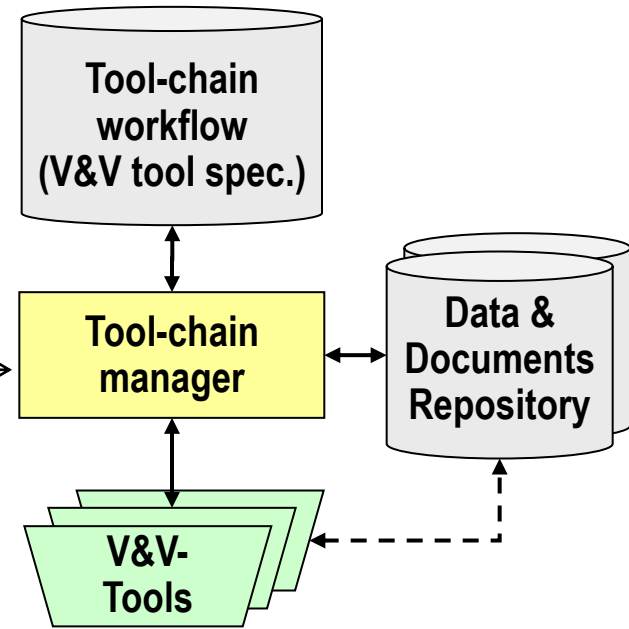 Tool-chain
workflow
(V&V tool spec.)
Tool-chain
manager
Data &
Documents
Repository
V&V-
Tools